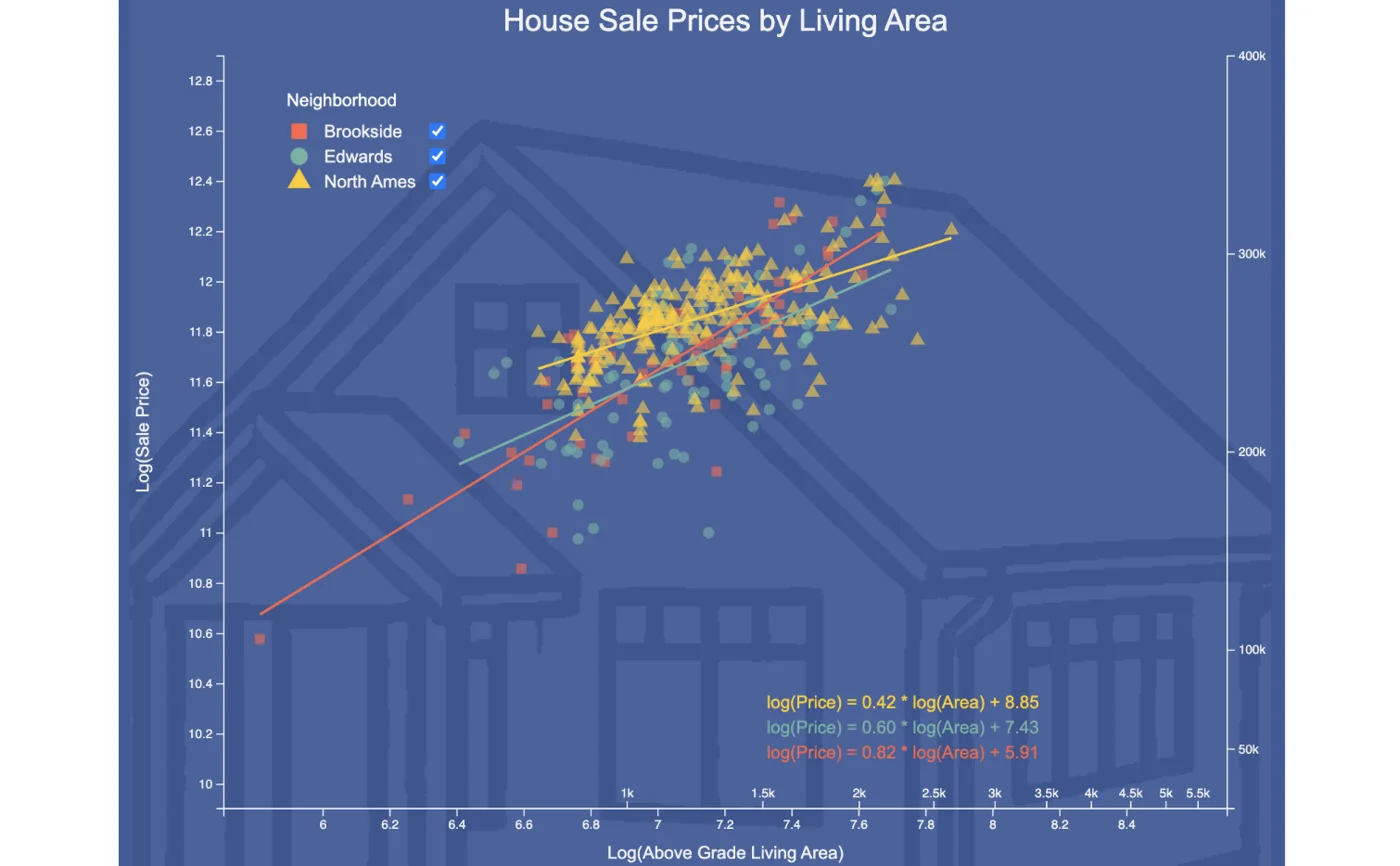 House Sale Prices by Living Area
Neighborhood
Brookside
Edwards
North Ames
12.8
12.6
12.4
12.2
12
11.8
11.6
11.4
11.2
11
10.8
10.6
10.4
10.2
10
Log(Sale Price)
400k
300k
200k
100k
50k
log(Price) = 0.42 * log(Area) + 8.85
log(Price) = 0.60 * log(Area) + 7.43
log(Price) = 0.82 * log(Area) + 5.91
1k 1.5k 2k 2.5k 3k 3.5k 4k 4.5k 5k 5.5k
6 6.2 6.4 6.6 6.8 7 7.2 7.4 7.6 7.8 8 8.2 8.4
Log(Above Grade Living Area)